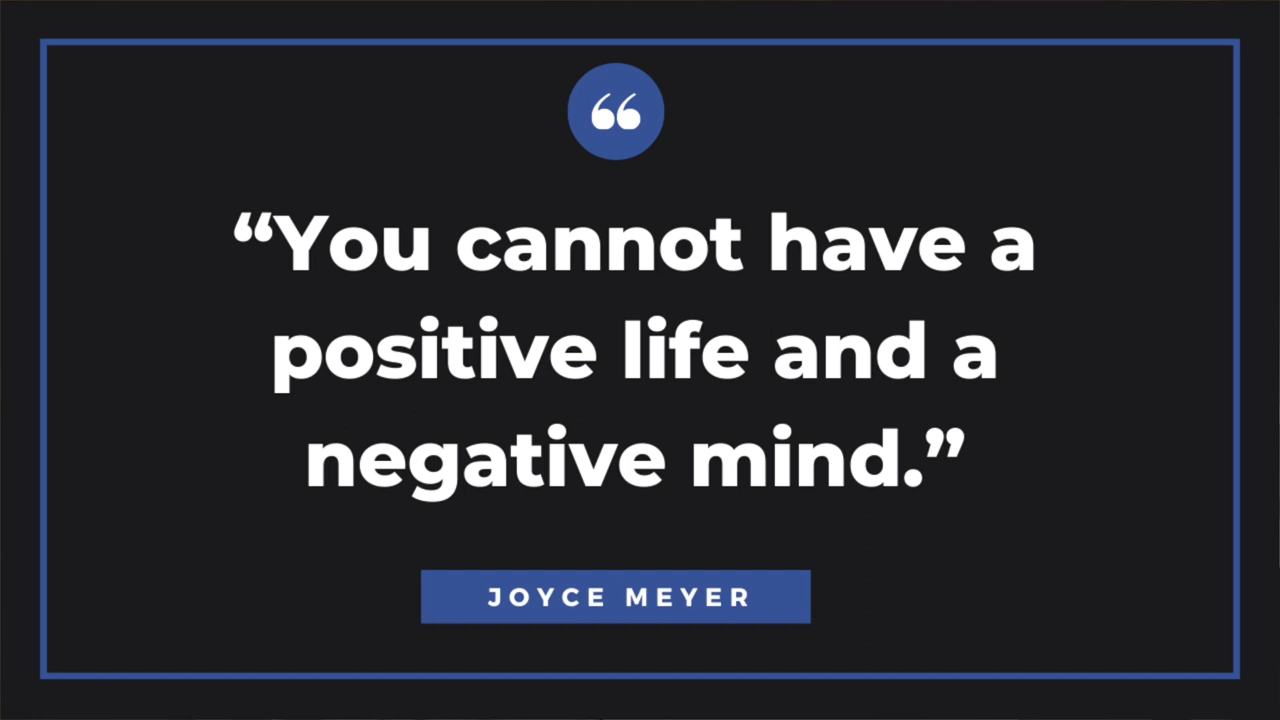 “
“You cannot have a
positive life and a
negative mind.”
JOYCE MEYER